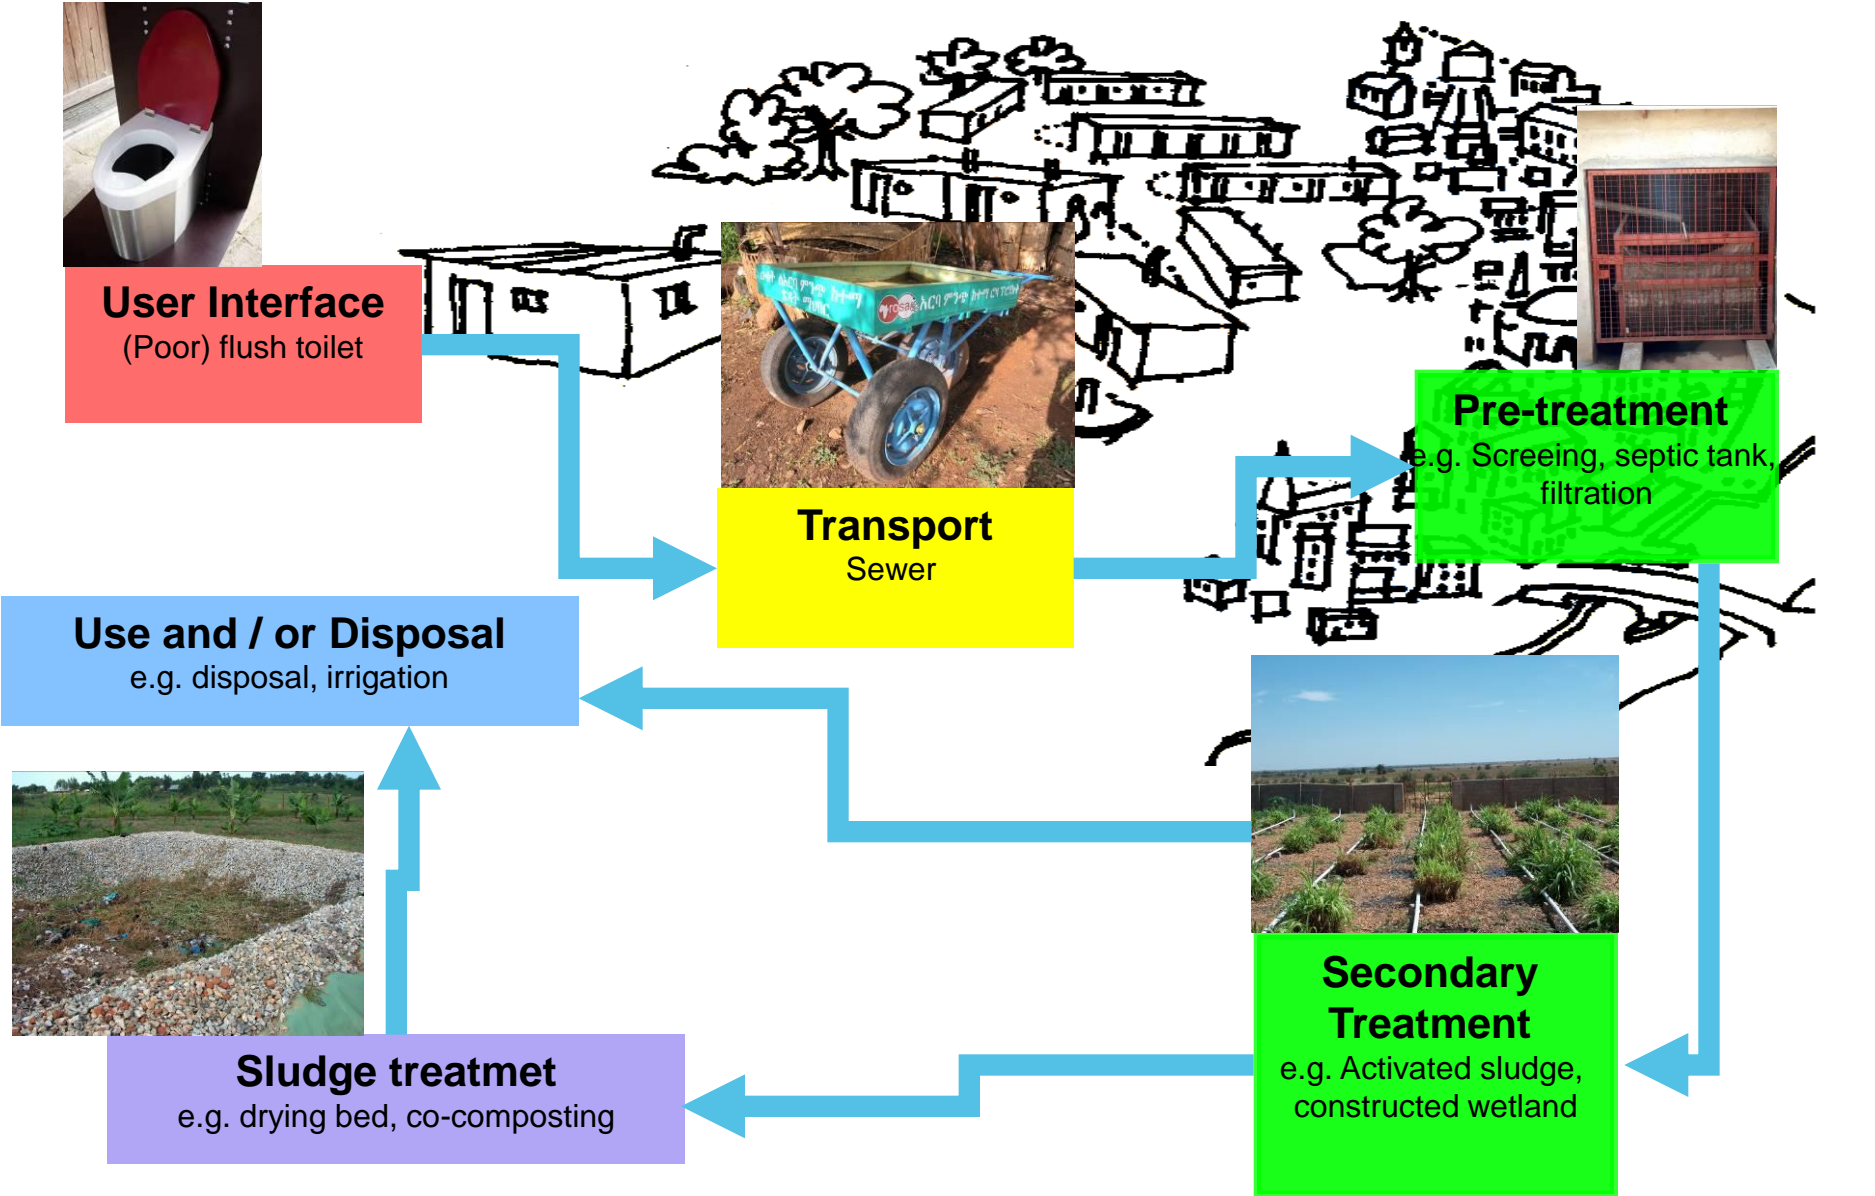 User Interface
(Poor) flush toilet
rosa
Transport
Sewer
Pre-treatment
e.g. Screeing, septic tank,
filtration
Use and / or Disposal
e.g. disposal, irrigation
Secondary
Treatment
e.g. Activated sludge,
constructed wetland
Sludge treatmet
e.g. drying bed, co-composting